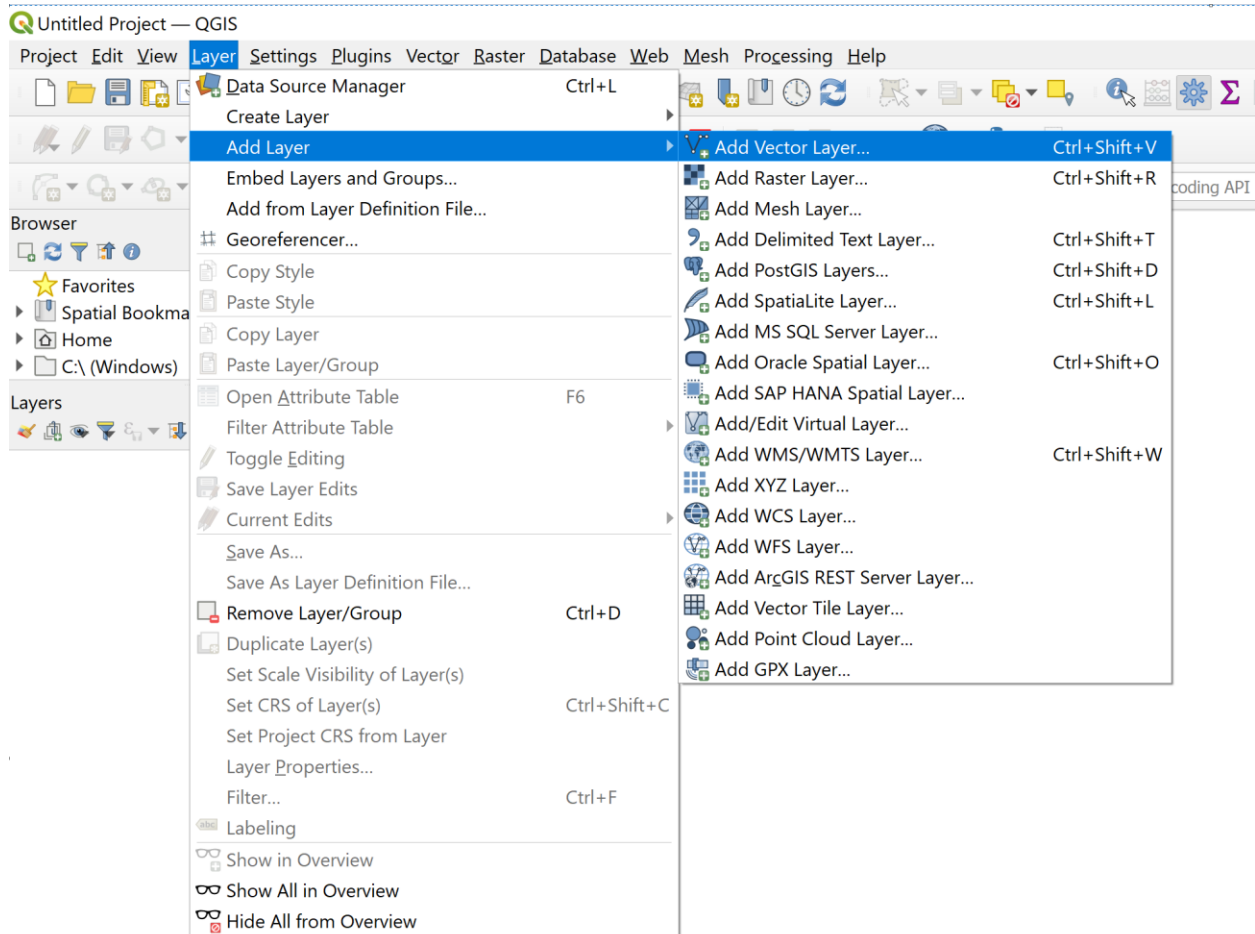 Untitled Project — QGIS
Project Edit View Layer Settings Plugins Vector Raster Database Web Mesh Processing Help
Data Source Manager Ctrl+L
Create Layer
Add Layer
Embed Layers and Groups...
Add from Layer Definition File...
Georeferencer...
Copy Style
Paste Style
Copy Layer
Paste Layer/Group
Open Attribute Table F6
Filter Attribute Table
Toggle Editing
Save Layer Edits
Current Edits
Save As...
Save As Layer Definition File...
Remove Layer/Group Ctrl+D
Duplicate Layer(s)
Set Scale Visibility of Layer(s)
Set CRS of Layer(s) Ctrl+Shift+C
Set Project CRS from Layer
Layer Properties...
Filter... Ctrl+F
abc Labeling
Show in Overview
Show All in Overview
Hide All from Overview
Add Vector Layer... Ctrl+Shift+V
Add Raster Layer... Ctrl+Shift+R
Add Mesh Layer...
Add Delimited Text Layer... Ctrl+Shift+T
Add PostGIS Layers... Ctrl+Shift+D
Add SpatiaLite Layer... Ctrl+Shift+L
Add MS SQL Server Layer...
Add Oracle Spatial Layer... Ctrl+Shift+O
Add SAP HANA Spatial Layer...
Add/Edit Virtual Layer...
Add WMS/WMTS Layer... Ctrl+Shift+W
Add XYZ Layer...
Add WCS Layer...
Add WFS Layer...
Add ArcGIS REST Server Layer...
Add Vector Tile Layer...
Add Point Cloud Layer...
Add GPX Layer...
coding API
Browser
Favorites
Spatial Bookma
Home
C:\ (Windows)
Layers